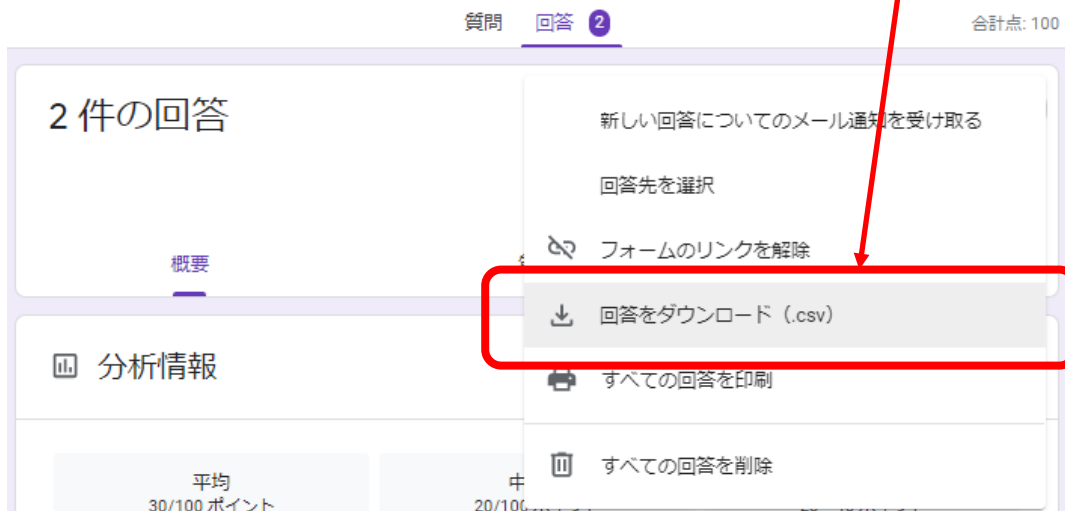 質問 回答 2 合計点: 100
2 件の回答
新しい回答についてのメール通知を受け取る
回答先を選択
フォームのリンクを解除
概要
回答をダウンロード（.csv）
分析情報
すべての回答を印刷
すべての回答を削除
平均
30/100 ポイント
中
20/100